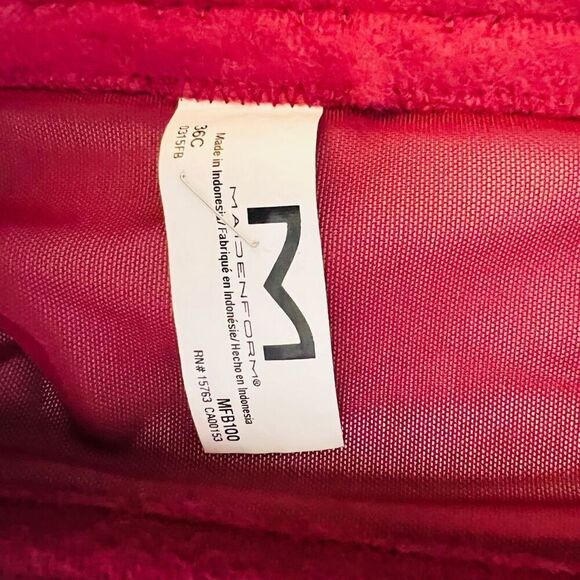 M
MAIDENFORM®
36C
MFB100
Made in Indonesia/Fabriqué en Indonésie/Hecho en Indonesia
0315FB
RN# 15763 CA00153